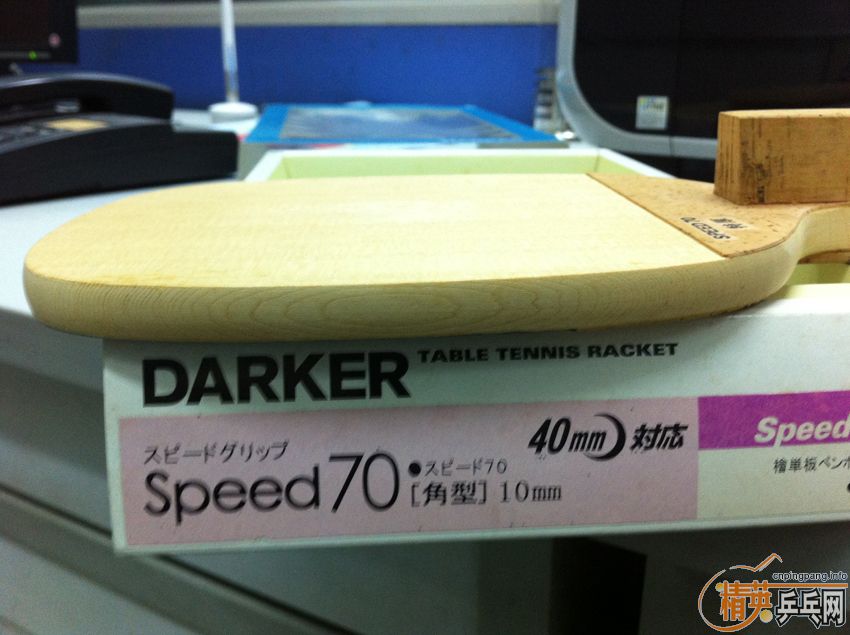 SPEED 70
DARKER TABLE TENNIS RACKET
スピードグリップ
Speed70
●スピード70
[角型] 10mm
40mm 対応
Speed
檜単板ペンホ
cnpingpang.info
精英乒乓网